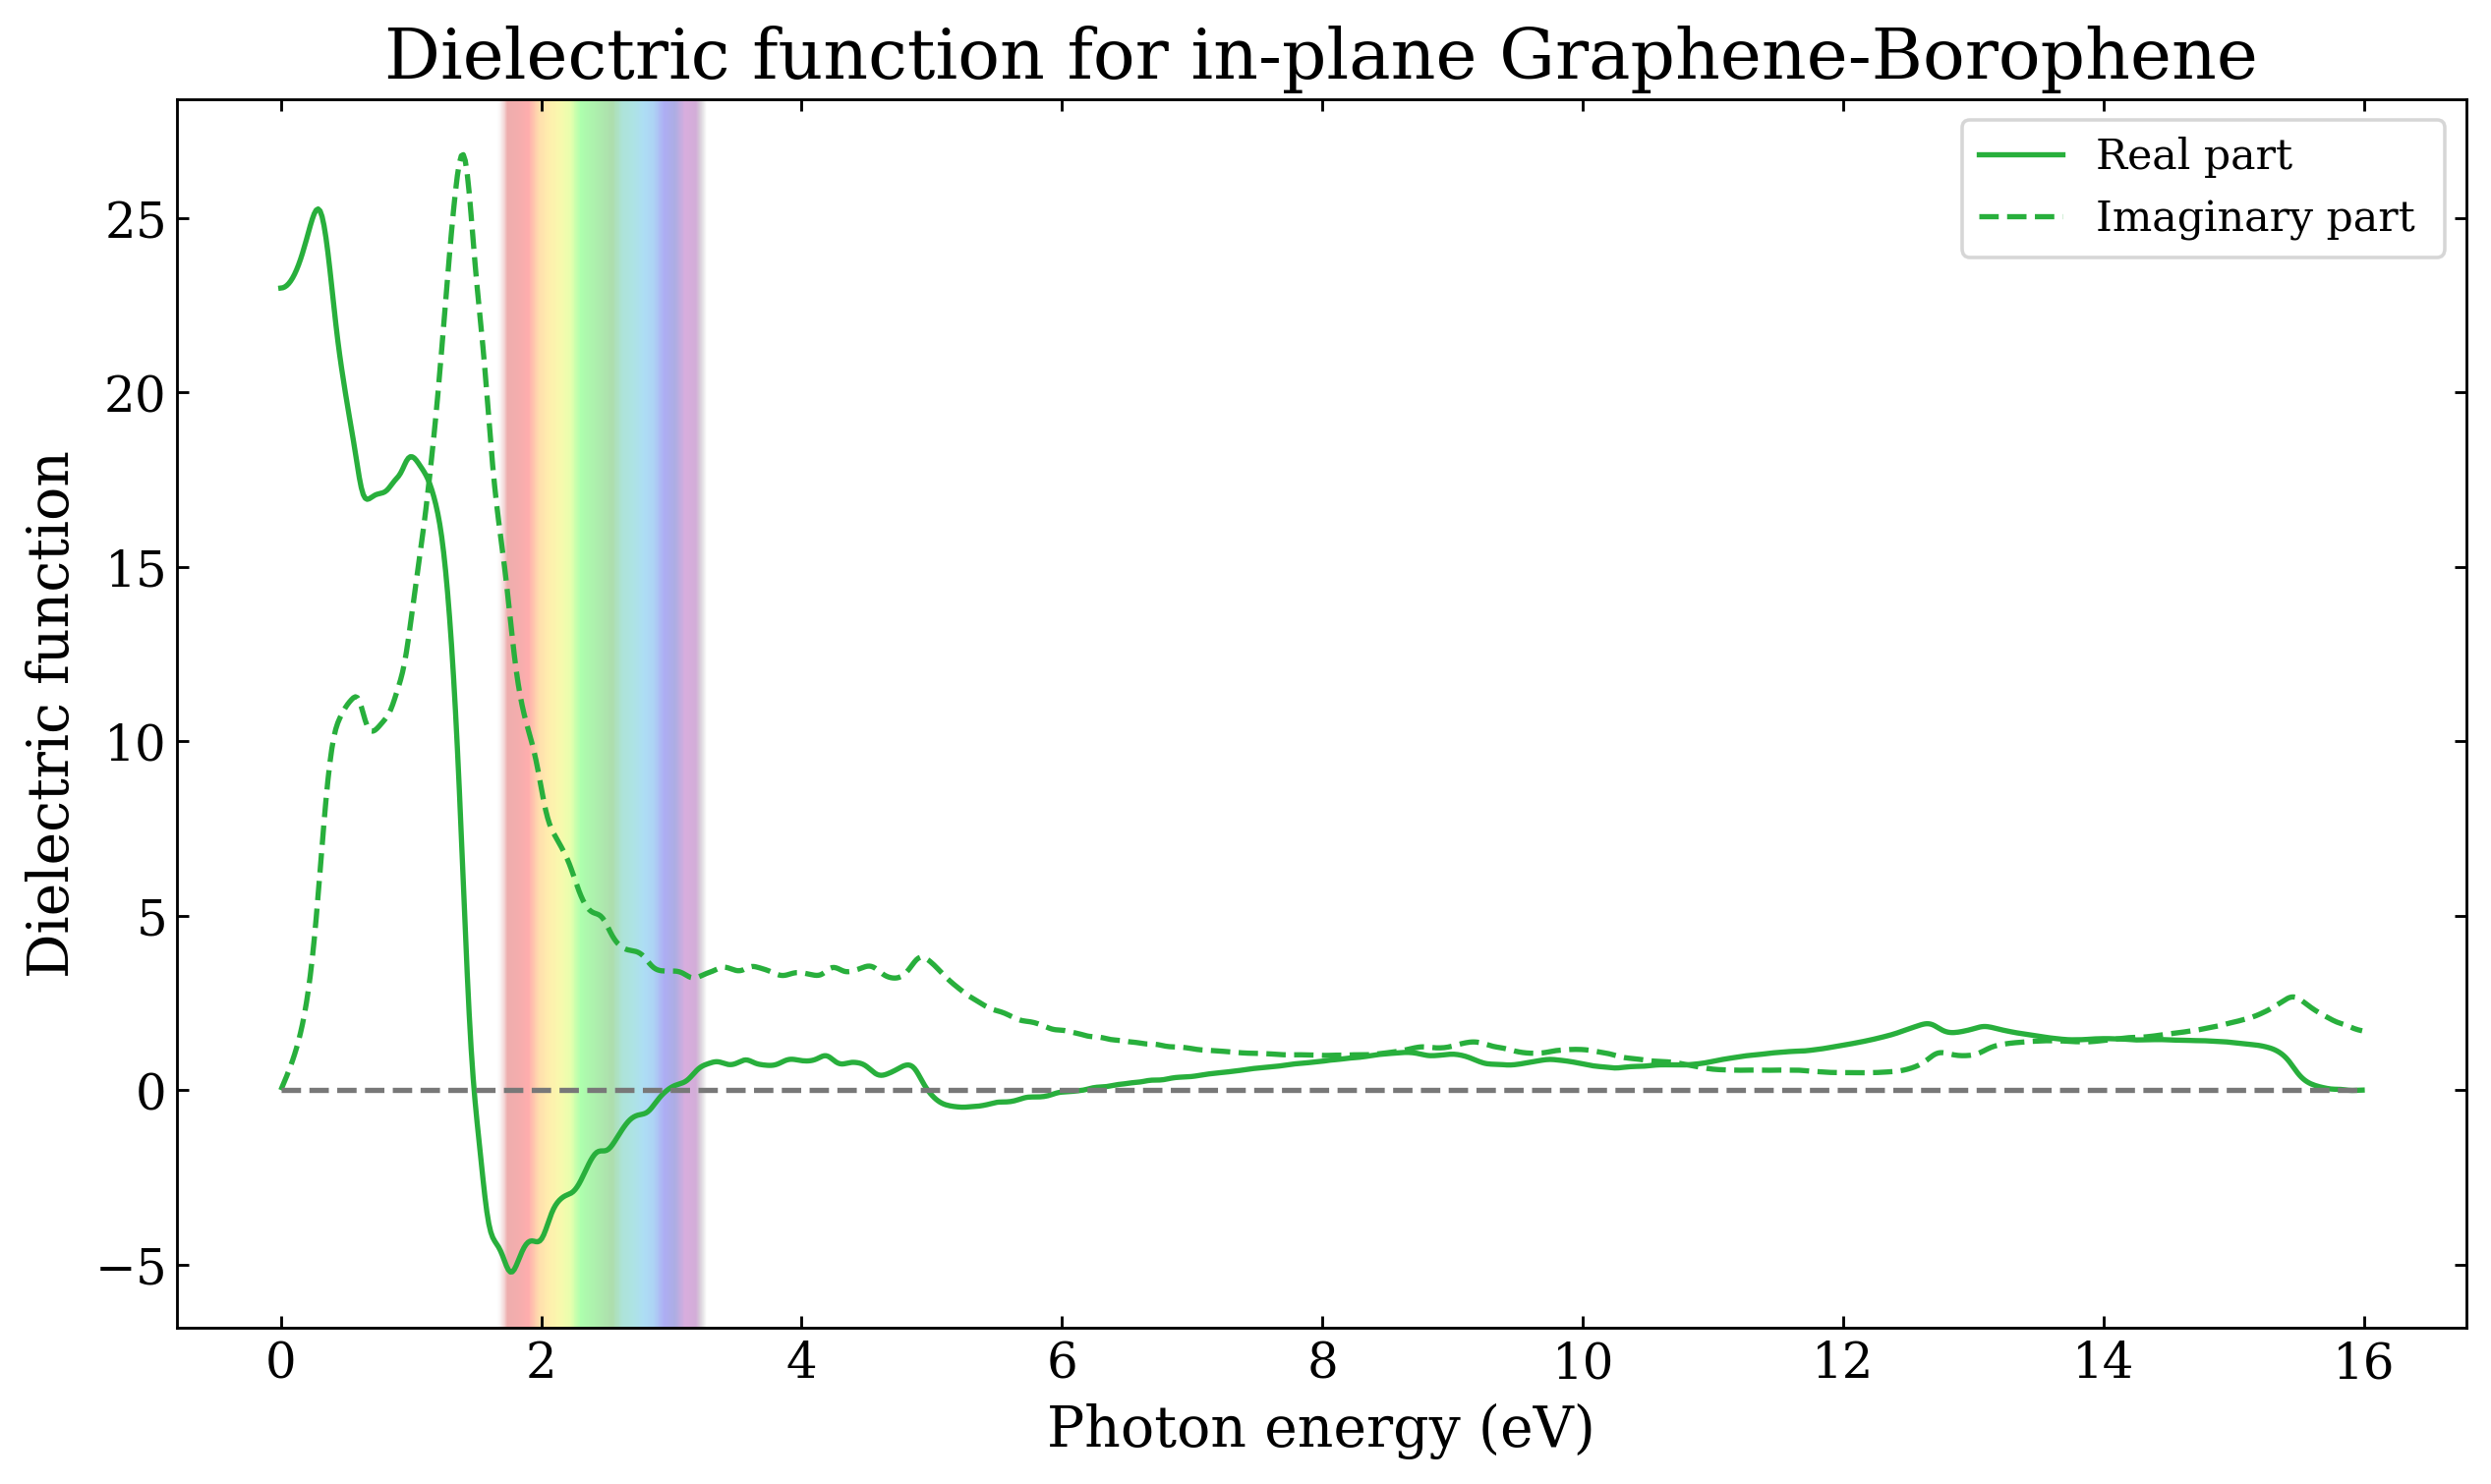 Dielectric function for in-plane Graphene-Borophene
Real part
Imaginary part
Dielectric function
25
20
15
10
5
0
−5
0 2 4 6 8 10 12 14 16
Photon energy (eV)